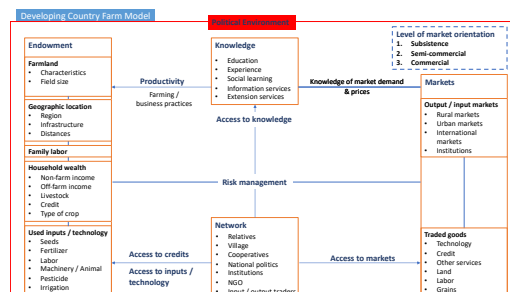 Developing Country Farm Model
Political Environment
Level of market orientation
1. Subsistence
2. Semi-commercial
3. Commercial
Endowment
Farmland
• Characteristics
• Field size
Geographic location
• Region
• Infrastructure
• Distances
Family labor
Household wealth
• Non-farm income
• Off-farm income
• Livestock
• Credit
• Type of crop
Used inputs / technology
• Seeds
• Fertilizer
• Labor
• Machinery / Animal
• Pesticide
• Irrigation
Productivity
Farming /
business practices
Knowledge
• Education
• Experience
• Social learning
• Information services
• Extension services
Access to knowledge
Knowledge of market demand
& prices
Risk management
Access to credits
Access to inputs /
technology
Network
• Relatives
• Village
• Cooperatives
• National politics
• Institutions
• NGO
• Input / output traders
Access to markets
Markets
Output / input markets
• Rural markets
• Urban markets
• International
markets
• Institutions
Traded goods
• Technology
• Credit
• Other services
• Land
• Labor
• Grains